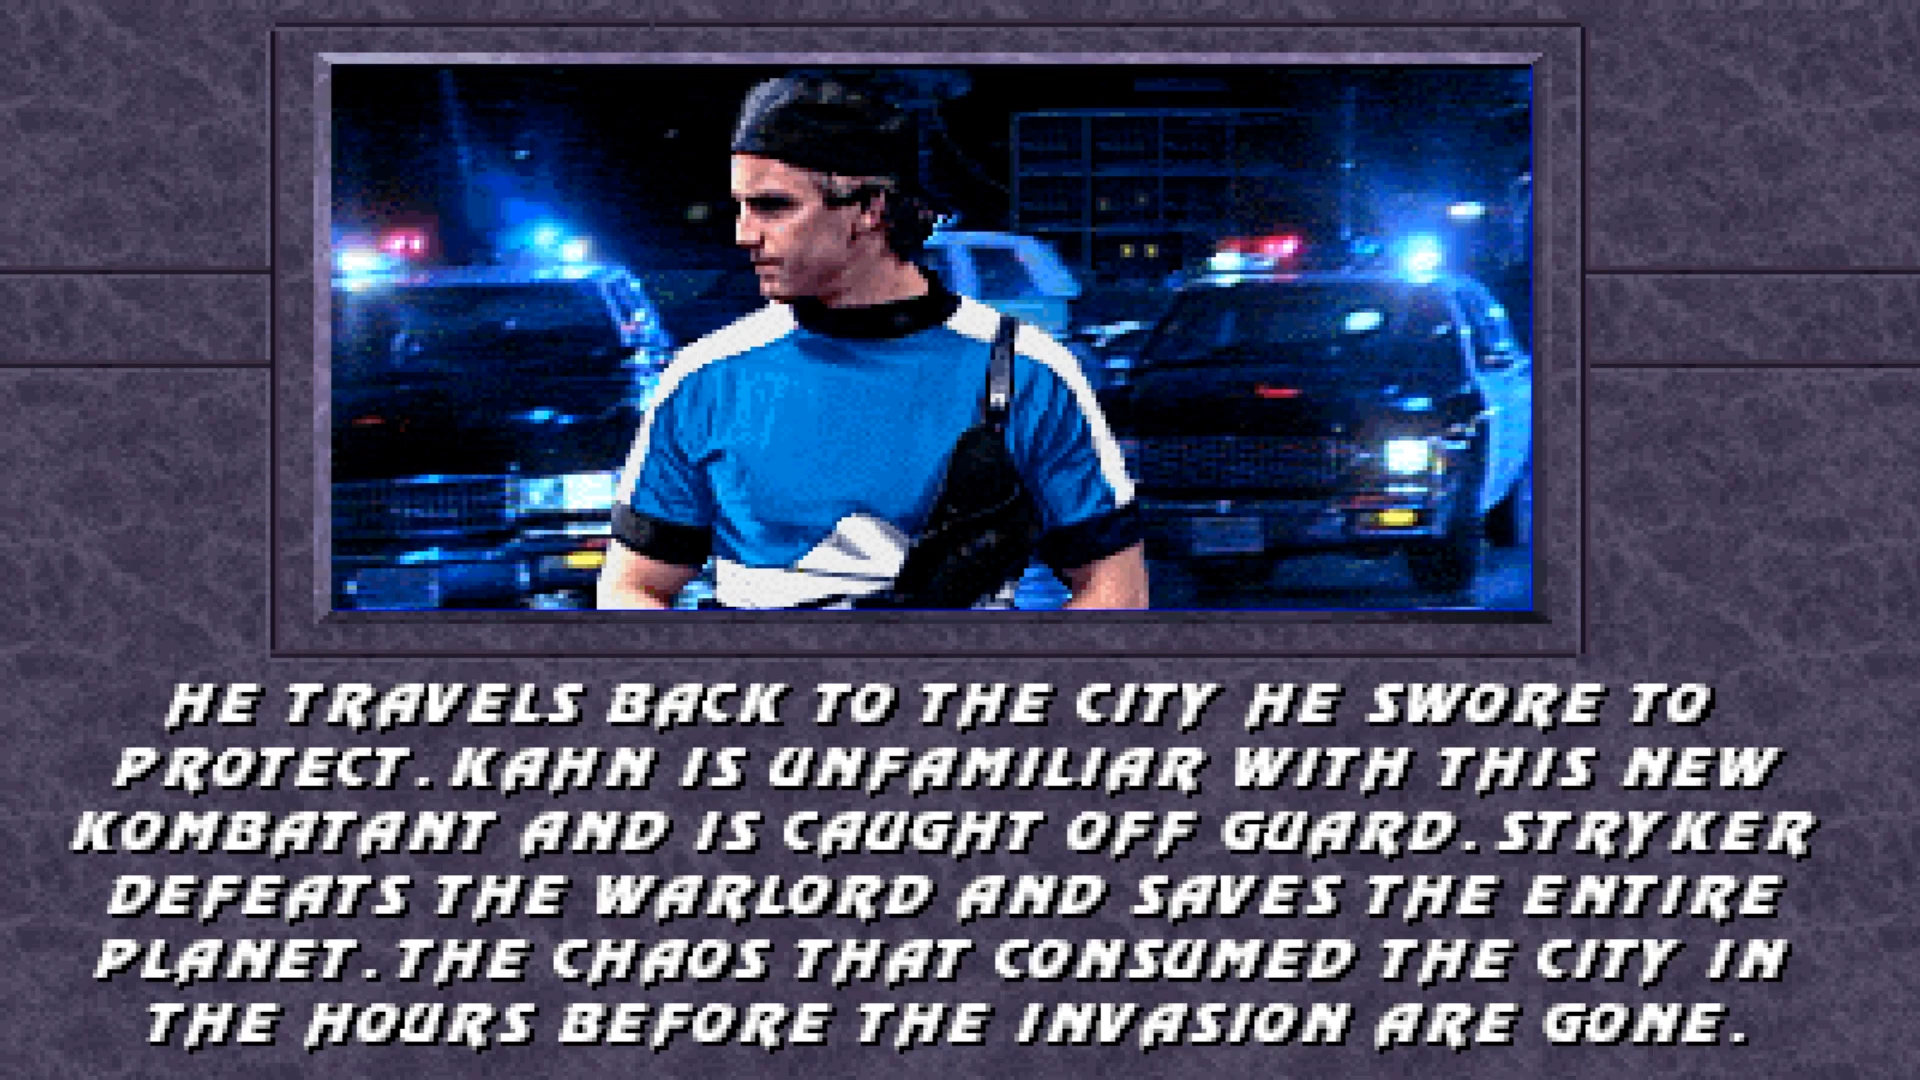 HE TRAVELS BACK TO THE CITY HE SWORE TO
PROTECT. KAHN IS UNFAMILIAR WITH THIS NEW
KOMBATANT AND IS CAUGHT OFF GUARD. STRYKER
DEFEATS THE WARLORD AND SAVES THE ENTIRE
PLANET. THE CHAOS THAT CONSUMED THE CITY IN
THE HOURS BEFORE THE INVASION ARE GONE.